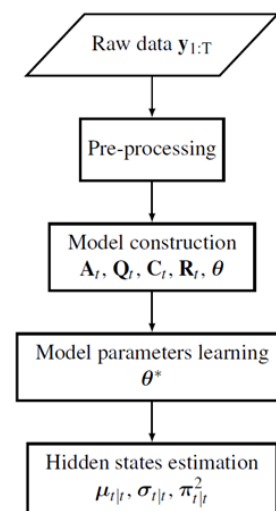 Raw data y₁:T
Pre-processing
Model construction
Aₜ, Qₜ, Cₜ, Rₜ, θ
Model parameters learning
θ*
Hidden states estimation
μₜ|ₜ, σₜ|ₜ, π²ₜ|ₜ